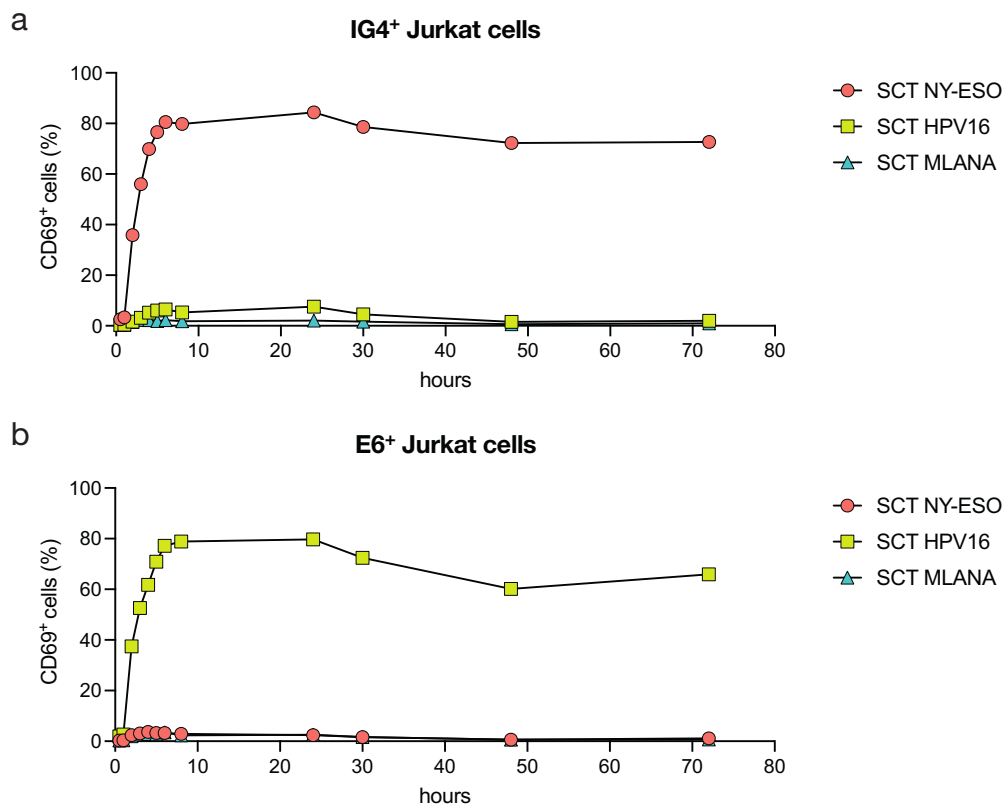 a
IG4⁺ Jurkat cells
100
80
60
40
20
0
CD69⁺ cells (%)
0 10 20 30 40 50 60 70 80
hours
SCT NY-ESO
SCT HPV16
SCT MLANA
b
E6⁺ Jurkat cells
100
80
60
40
20
0
CD69⁺ cells (%)
0 10 20 30 40 50 60 70 80
hours
SCT NY-ESO
SCT HPV16
SCT MLANA